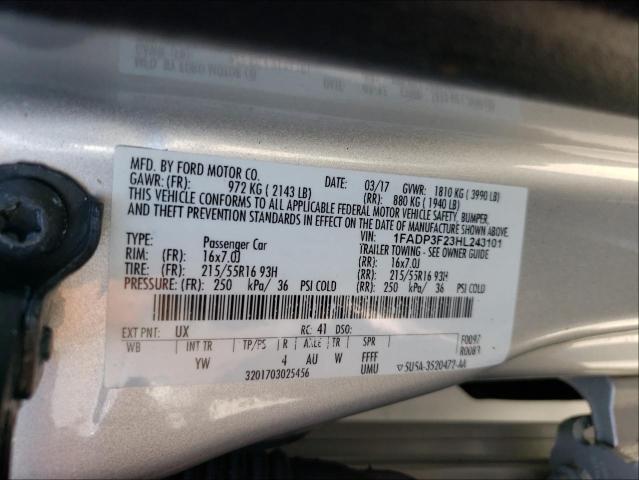 MFD. BY FORD MOTOR CO.
DATE: 03/17 GVWR: 1810 KG ( 3990 LB)
GAWR: (FR): 972 KG ( 2143 LB) (RR): 880 KG ( 1940 LB)
THIS VEHICLE CONFORMS TO ALL APPLICABLE FEDERAL MOTOR VEHICLE SAFETY, BUMPER,
AND THEFT PREVENTION STANDARDS IN EFFECT ON THE DATE OF MANUFACTURE SHOWN ABOVE.
VIN: 1FADP3F23HL243101
TYPE: Passenger Car TRAILER TOWING - SEE OWNER GUIDE
RIM: (FR): 16x7.0J (RR): 16x7.0J
TIRE: (FR): 215/55R16 93H (RR): 215/55R16 93H
PRESSURE: (FR): 250 kPa/ 36 PSI COLD (RR): 250 kPa/ 36 PSI COLD
EXT PNT: UX RC: 41 DSO:
WB INT TR TP/PS R AXLE TR SPR F0097
YW 4 AU W FFFF R0083
UMU
3201703025456 5U5A-3520472-AA